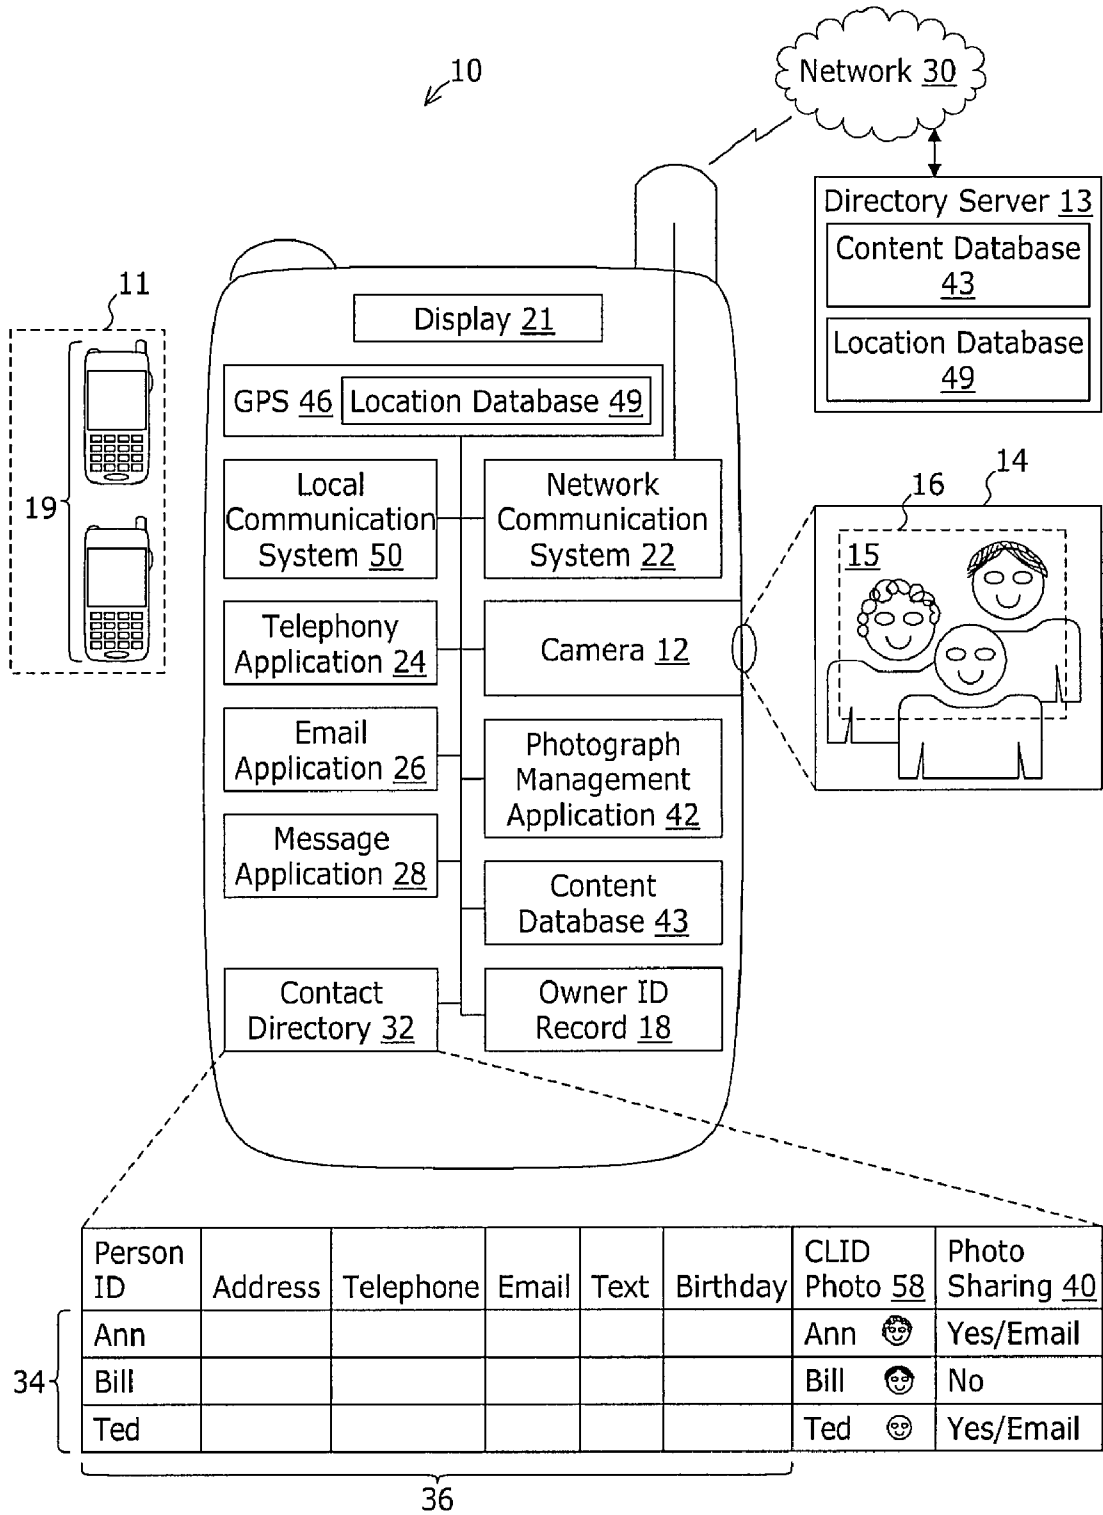 10
Network 30
Directory Server 13
Content Database
43
Location Database
49
11
19
Display 21
GPS 46 Location Database 49
Local
Communication
System 50
Network
Communication
System 22
Telephony
Application 24
Camera 12
Email
Application 26
Photograph
Management
Application 42
Message
Application 28
Content
Database 43
Contact
Directory 32
Owner ID
Record 18
14
16
15
Person
ID Address Telephone Email Text Birthday CLID
Photo 58 Photo
Sharing 40
34
Ann Ann Yes/Email
Bill Bill No
Ted Ted Yes/Email
36